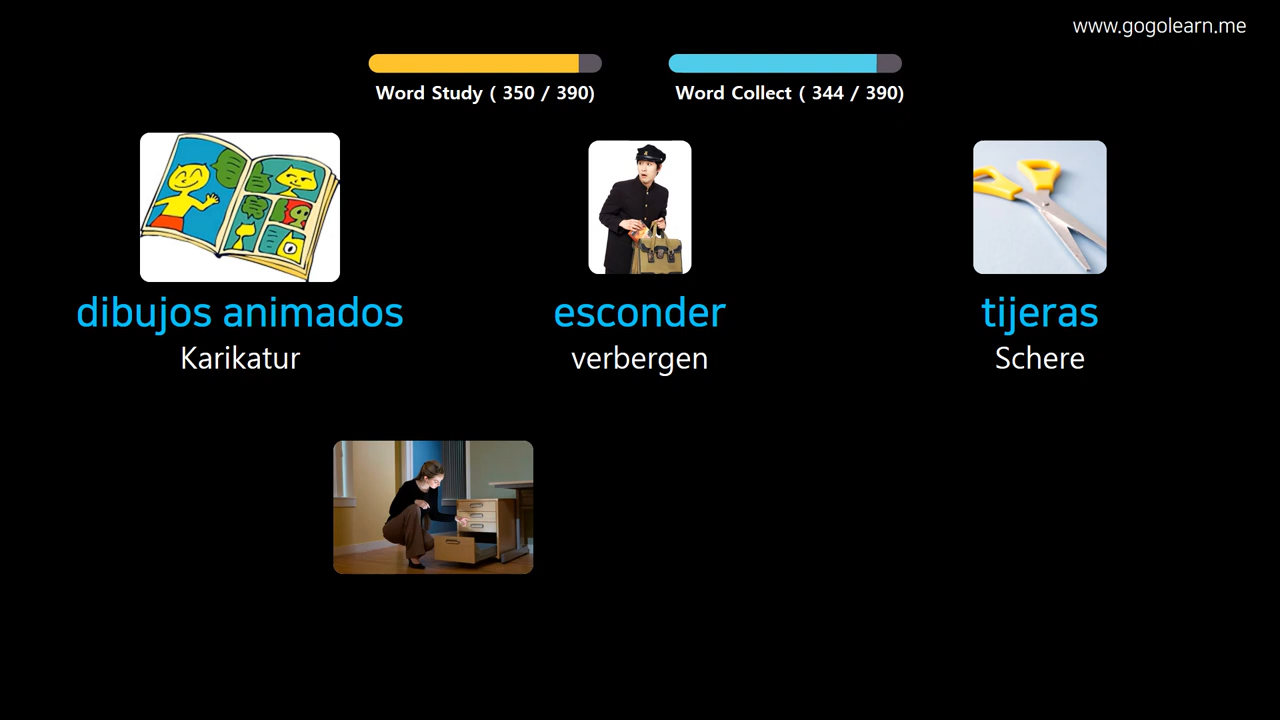 www.gogolearn.me
Word Study ( 350 / 390)
Word Collect ( 344 / 390)
dibujos animados
Karikatur
esconder
verbergen
tijeras
Schere